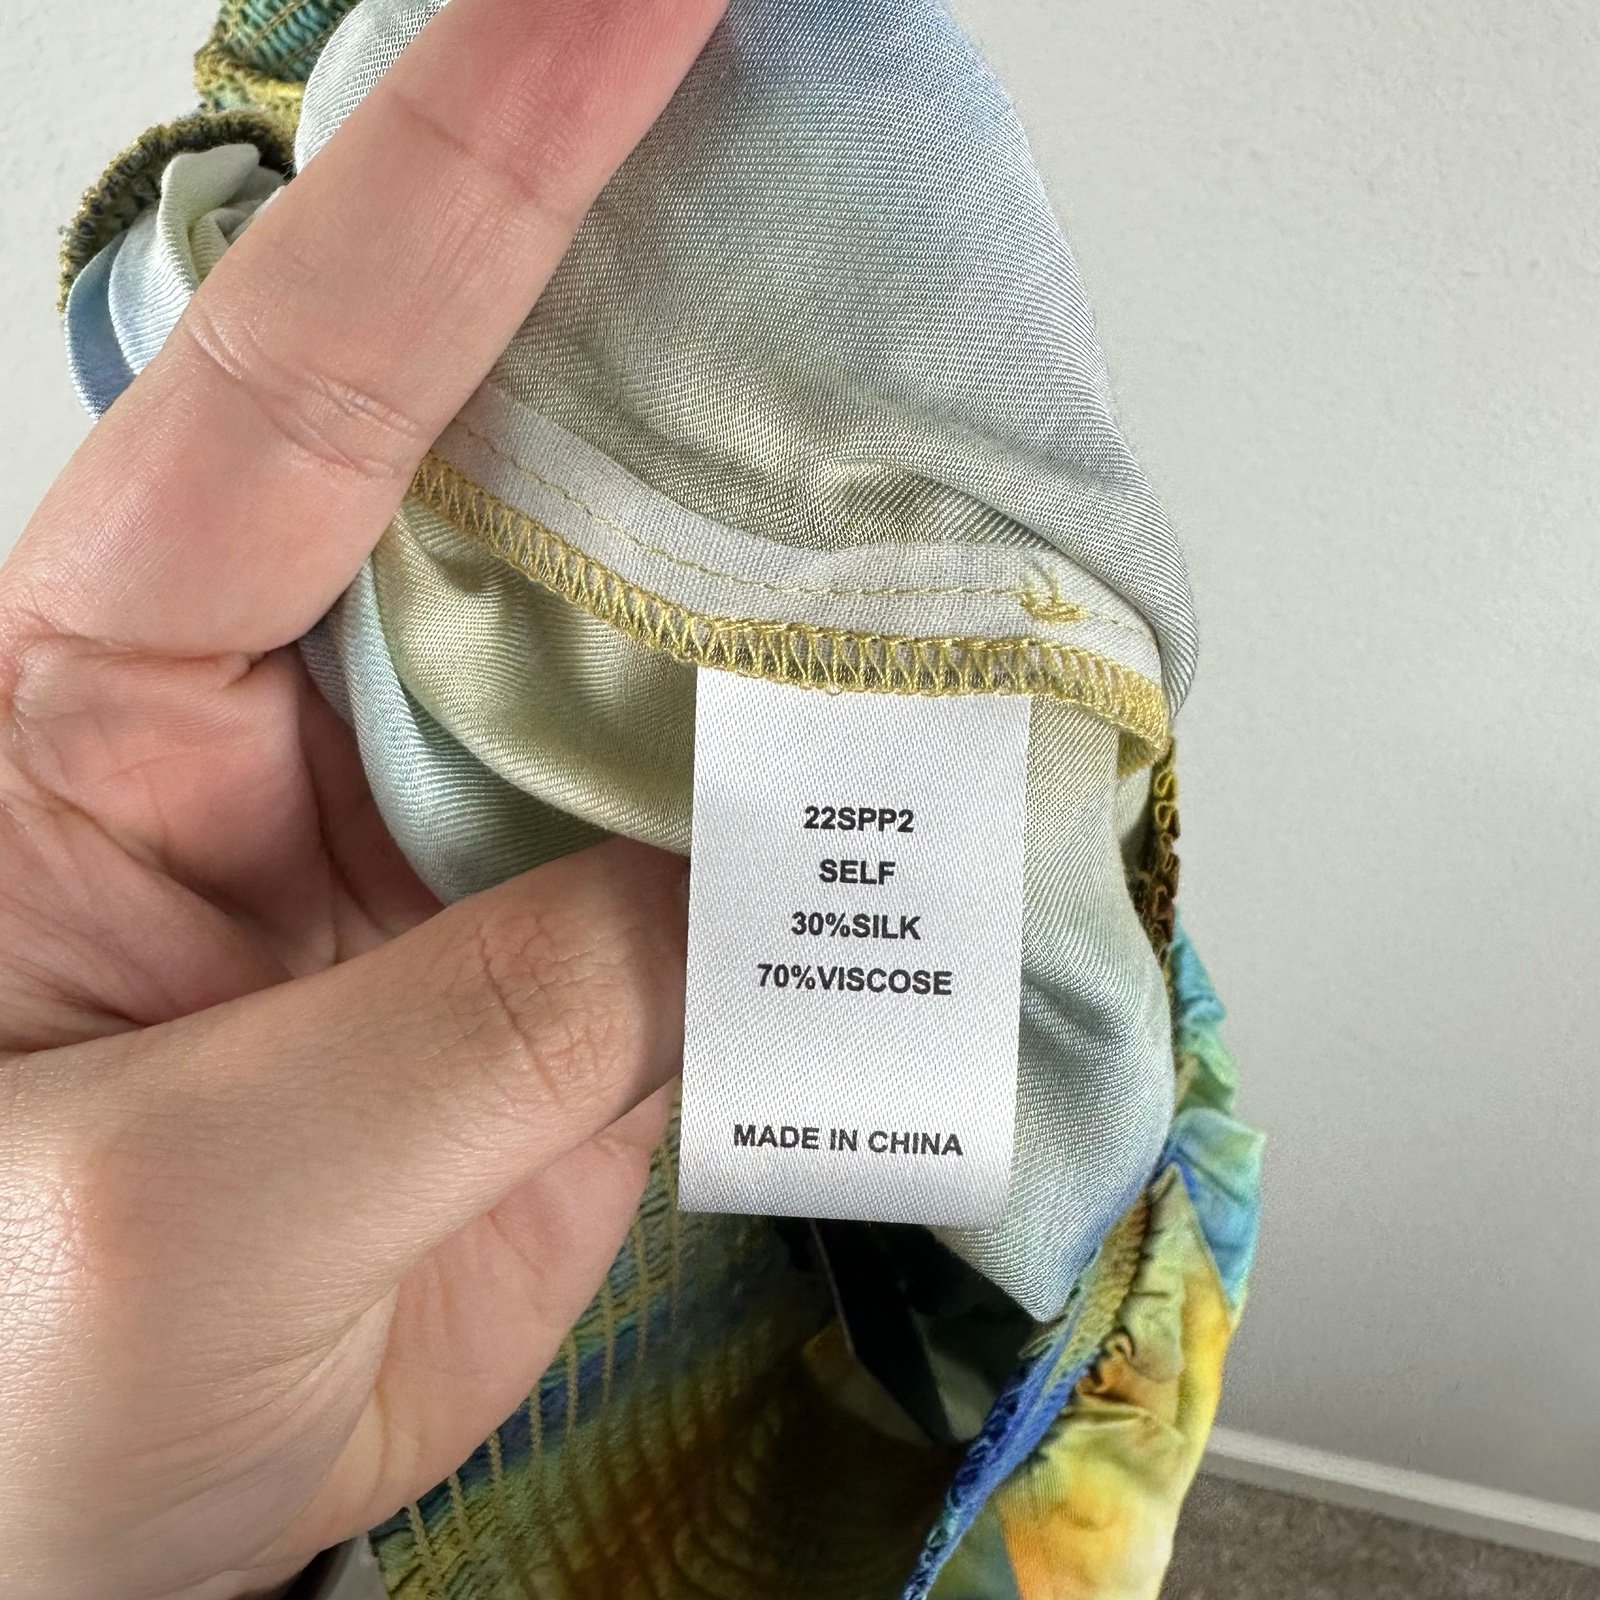 22SPP2
SELF
30%SILK
70%VISCOSE
MADE IN CHINA